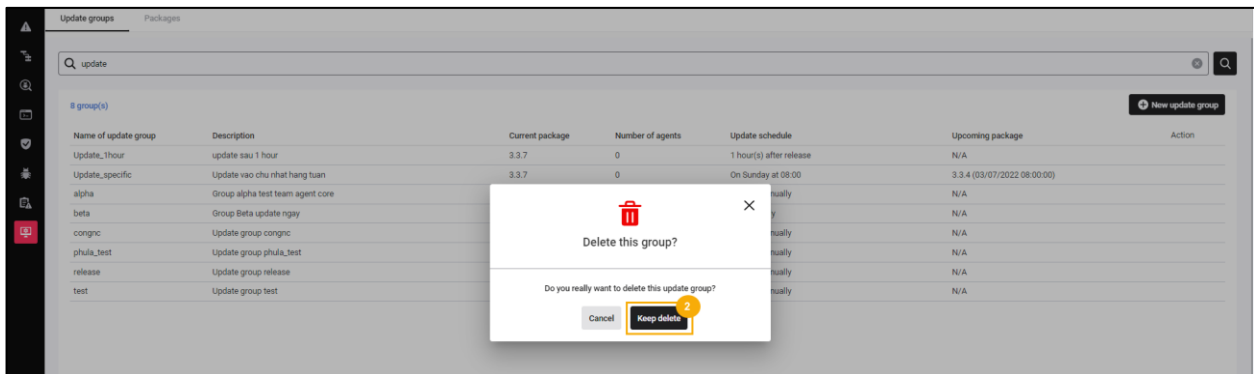 Update groups Packages
update
8 group(s) New update group
Name of update group Description Current package Number of agents Update schedule Upcoming package Action
Update_1hour update sau 1 hour 3.3.7 0 1 hour(s) after release N/A
Update_specific Update vao chu nhat hang tuan 3.3.7 0 On Sunday at 08:00 3.3.4 (03/07/2022 08:00:00)
alpha Group alpha test team agent core nually N/A
beta Group Beta update ngay y N/A
congnc Update group congnc nually N/A
phula_test Update group phula_test nually N/A
release Update group release nually N/A
test Update group test nually N/A
Delete this group?
Do you really want to delete this update group?
2
Cancel Keep delete